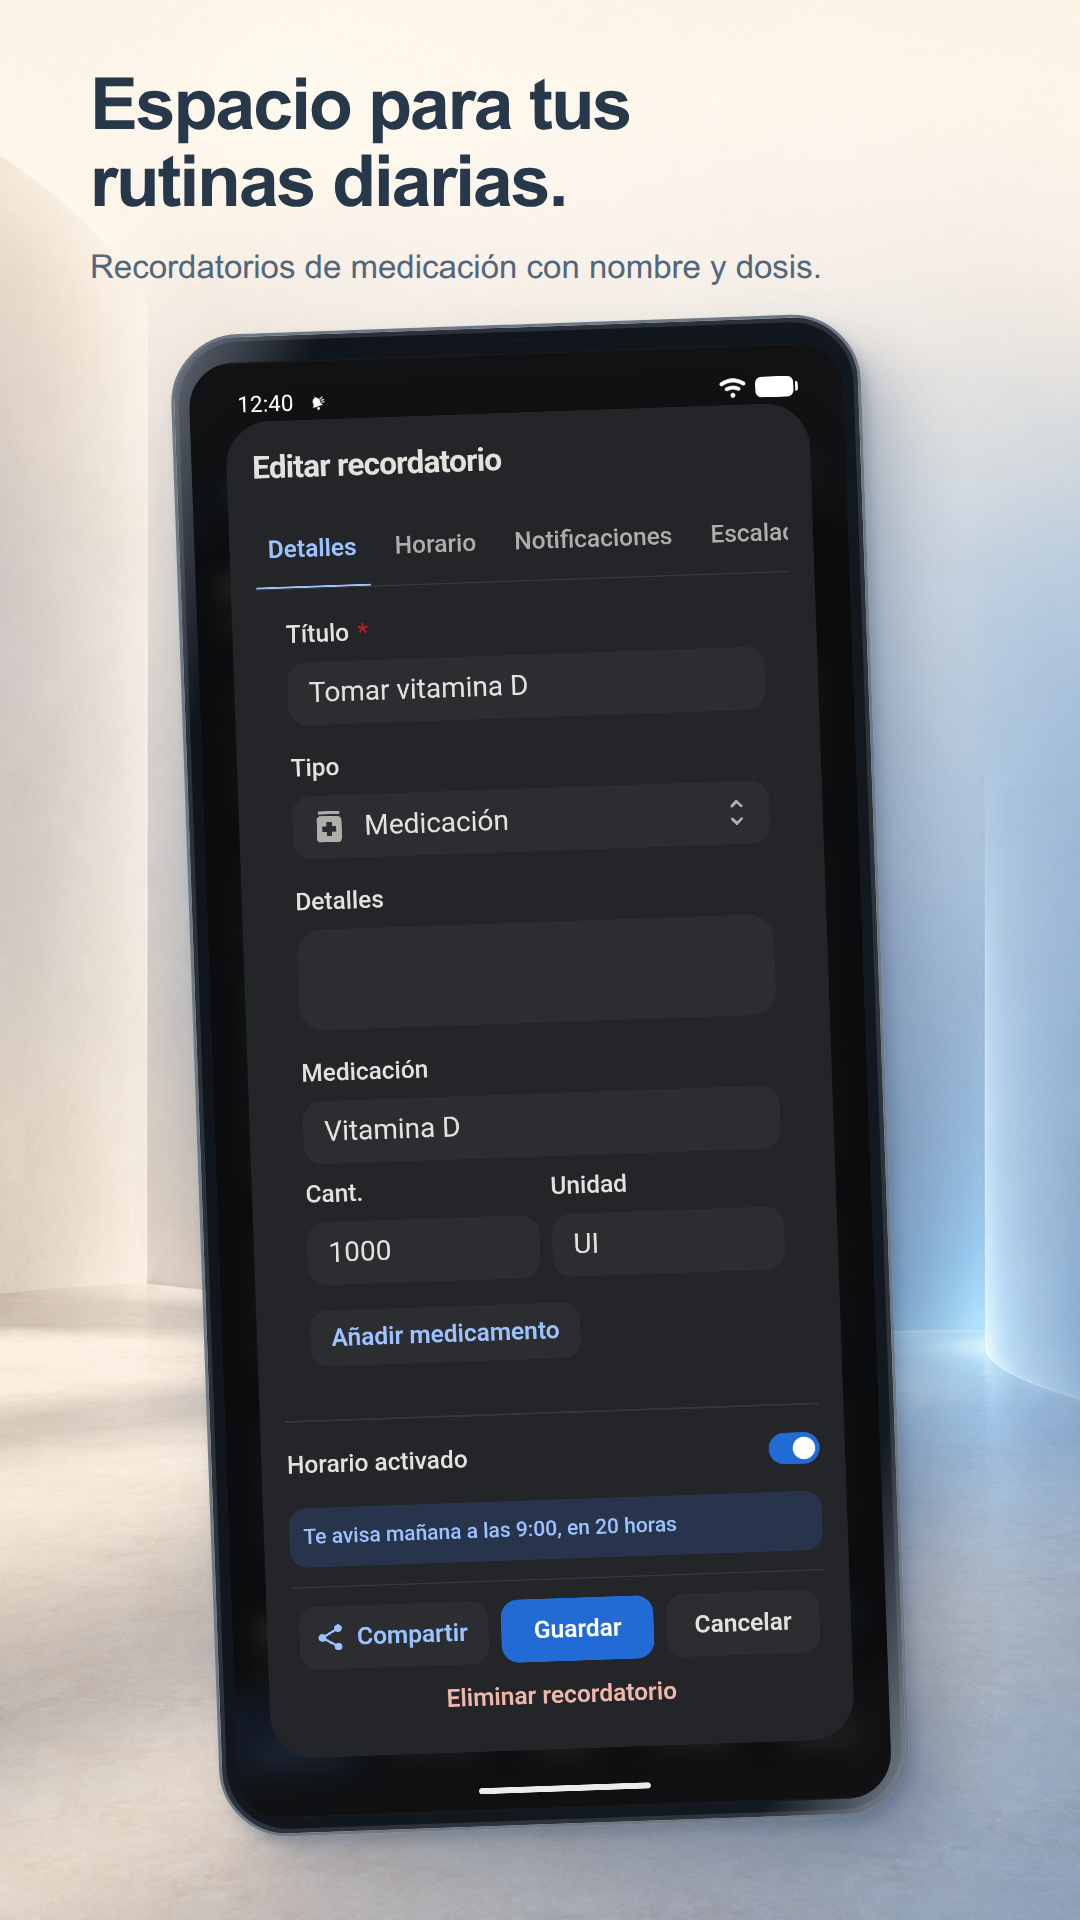 Espacio para tus
rutinas diarias.
Recordatorios de medicación con nombre y dosis.
12:40
Editar recordatorio
Detalles Horario Notificaciones Escalad
Título *
Tomar vitamina D
Tipo
Medicación
Detalles
Medicación
Vitamina D
Cant. Unidad
1000 UI
Añadir medicamento
Horario activado
Te avisa mañana a las 9:00, en 20 horas
Compartir Guardar Cancelar
Eliminar recordatorio